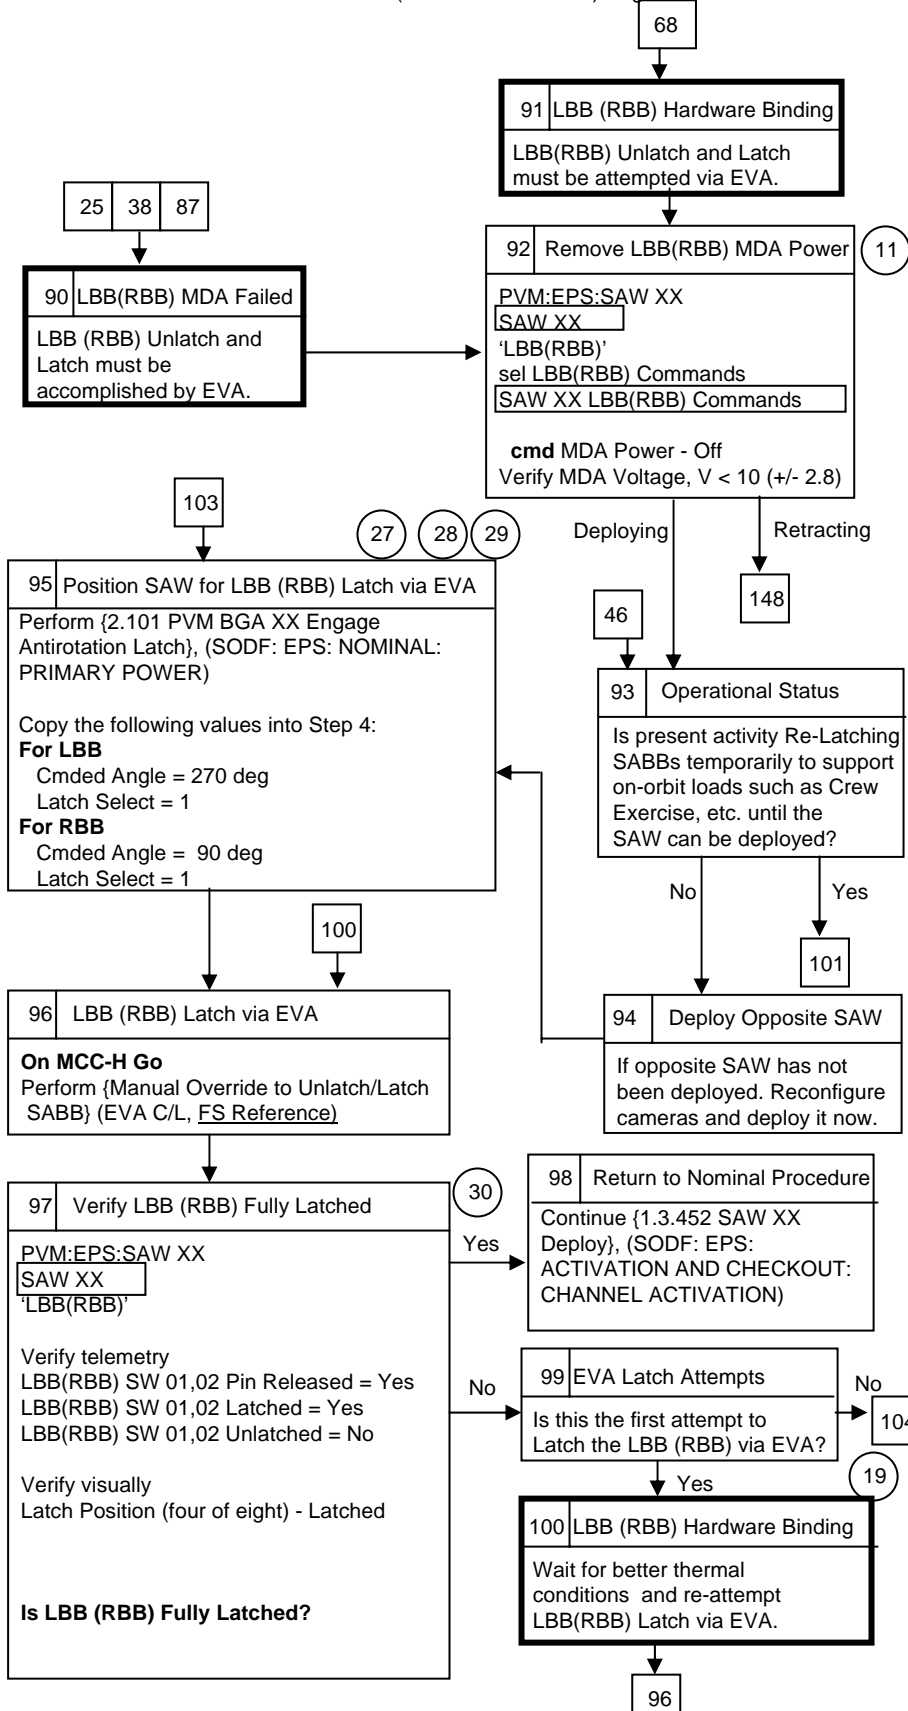 68
91 LBB (RBB) Hardware Binding
LBB(RBB) Unlatch and Latch
must be attempted via EVA.
25 38 87
90 LBB(RBB) MDA Failed
LBB (RBB) Unlatch and
Latch must be
accomplished by EVA.
92 Remove LBB(RBB) MDA Power
11
PVM:EPS:SAW XX
SAW XX
‘LBB(RBB)’
sel LBB(RBB) Commands
SAW XX LBB(RBB) Commands
cmd MDA Power - Off
Verify MDA Voltage, V < 10 (+/- 2.8)
Deploying
Retracting
148
103
27 28 29
95 Position SAW for LBB (RBB) Latch via EVA
Perform {2.101 PVM BGA XX Engage
Antirotation Latch}, (SODF: EPS: NOMINAL:
PRIMARY POWER)
Copy the following values into Step 4:
For LBB
Cmded Angle = 270 deg
Latch Select = 1
For RBB
Cmded Angle = 90 deg
Latch Select = 1
46
93 Operational Status
Is present activity Re-Latching
SABBs temporarily to support
on-orbit loads such as Crew
Exercise, etc. until the
SAW can be deployed?
No
Yes
101
94 Deploy Opposite SAW
If opposite SAW has not
been deployed. Reconfigure
cameras and deploy it now.
100
96 LBB (RBB) Latch via EVA
On MCC-H Go
Perform {Manual Override to Unlatch/Latch
SABB} (EVA C/L, FS Reference)
97 Verify LBB (RBB) Fully Latched
30
PVM:EPS:SAW XX
SAW XX
‘LBB(RBB)’
Verify telemetry
LBB(RBB) SW 01,02 Pin Released = Yes
LBB(RBB) SW 01,02 Latched = Yes
LBB(RBB) SW 01,02 Unlatched = No
Verify visually
Latch Position (four of eight) - Latched
Is LBB (RBB) Fully Latched?
Yes
98 Return to Nominal Procedure
Continue {1.3.452 SAW XX
Deploy}, (SODF: EPS:
ACTIVATION AND CHECKOUT:
CHANNEL ACTIVATION)
No
99 EVA Latch Attempts
Is this the first attempt to
Latch the LBB (RBB) via EVA?
No
104
Yes
19
100 LBB (RBB) Hardware Binding
Wait for better thermal
conditions and re-attempt
LBB(RBB) Latch via EVA.
96